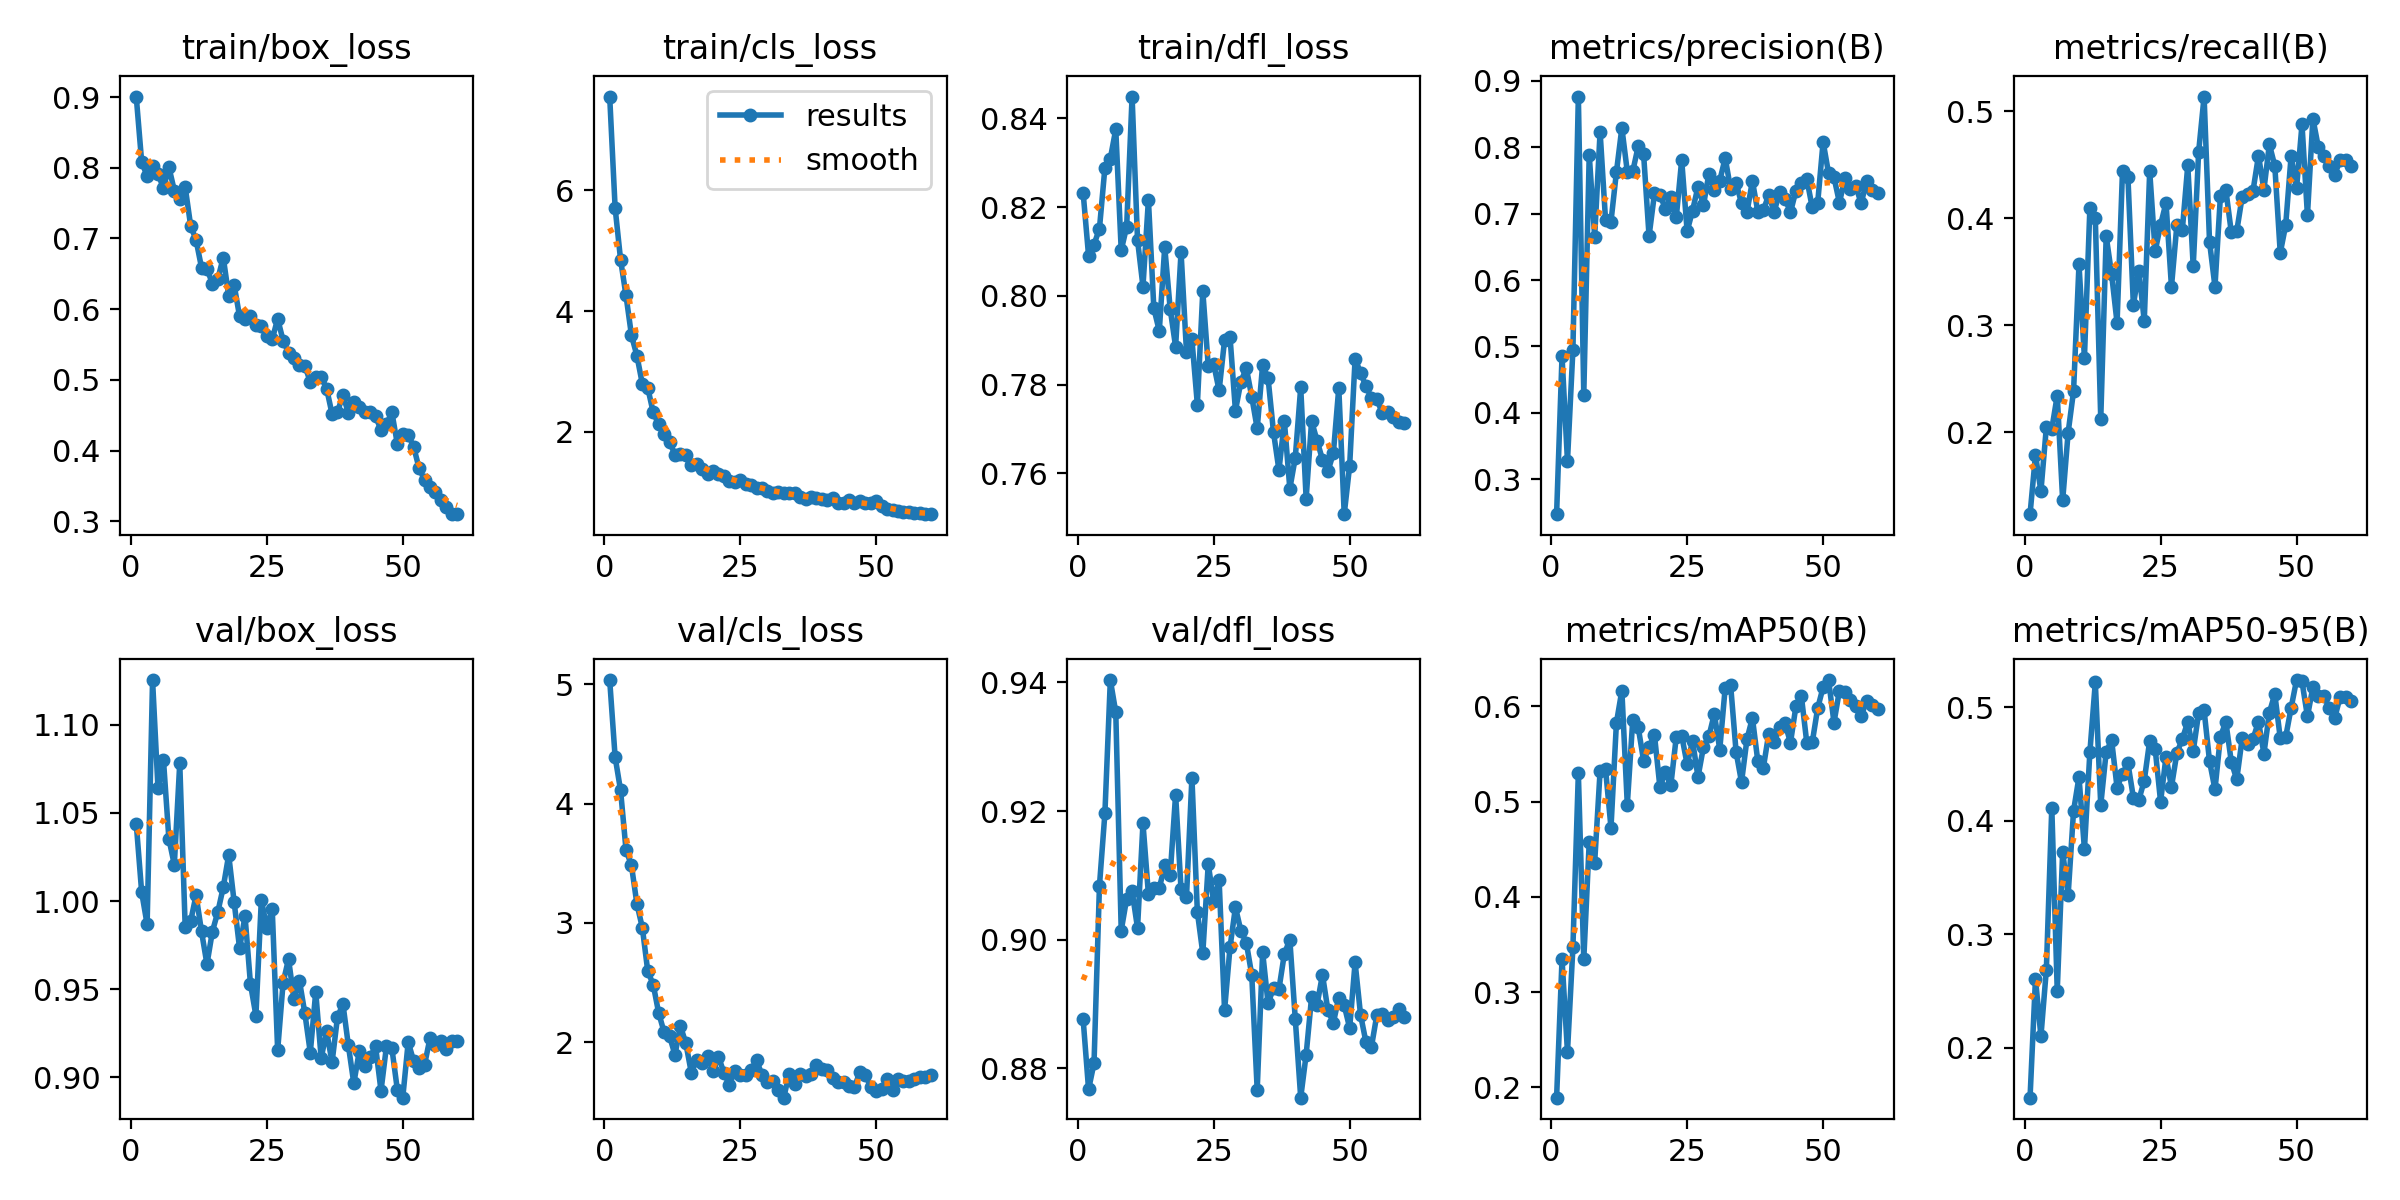 train/box_loss
0.9
0.8
0.7
0.6
0.5
0.4
0.3
0 25 50
train/cls_loss
results
smooth
6
4
2
0 25 50
train/dfl_loss
0.84
0.82
0.80
0.78
0.76
0 25 50
metrics/precision(B)
0.9
0.8
0.7
0.6
0.5
0.4
0.3
0 25 50
metrics/recall(B)
0.5
0.4
0.3
0.2
0 25 50
val/box_loss
1.10
1.05
1.00
0.95
0.90
0 25 50
val/cls_loss
5
4
3
2
0 25 50
val/dfl_loss
0.94
0.92
0.90
0.88
0 25 50
metrics/mAP50(B)
0.6
0.5
0.4
0.3
0.2
0 25 50
metrics/mAP50-95(B)
0.5
0.4
0.3
0.2
0 25 50